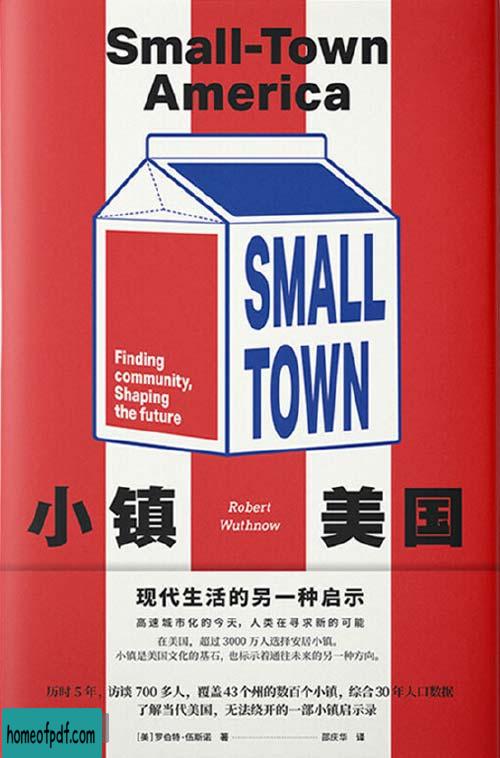 Small-Town
America
SMALL
TOWN
Finding
community,
Shaping
the future
小镇 美国
Robert
Wuthnow
现代生活的另一种启示
高速城市化的今天，人类在寻求新的可能
在美国，超过3000万人选择安居小镇。
小镇是美国文化的基石，也标示着通往未来的另一种方向。
历时5年，访谈700多人，覆盖43个州的数百个小镇，综合30年人口数据
了解当代美国，无法绕开的一部小镇启示录
[美]罗伯特·伍斯诺 著 邵庆华 译
homeofpdf.com